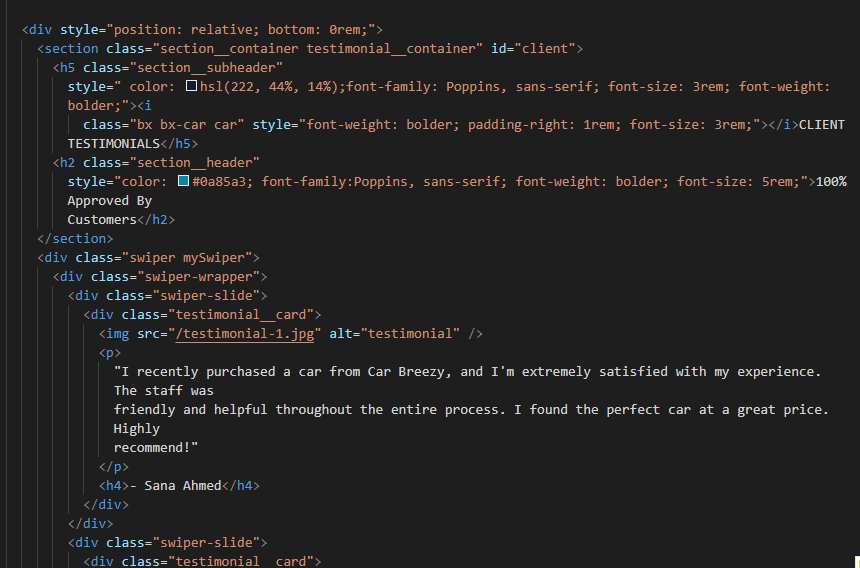 <div style="position: relative; bottom: 0rem;">
<section class="section__container testimonial__container" id="client">
<h5 class="section__subheader"
style=" color: hsl(222, 44%, 14%);font-family: Poppins, sans-serif; font-size: 3rem; font-weight:
bolder;"><i
class="bx bx-car car" style="font-weight: bolder; padding-right: 1rem; font-size: 3rem;"></i>CLIENT
TESTIMONIALS</h5>
<h2 class="section__header"
style="color: #0a85a3; font-family:Poppins, sans-serif; font-weight: bolder; font-size: 5rem;">100%
Approved By
Customers</h2>
</section>
<div class="swiper mySwiper">
<div class="swiper-wrapper">
<div class="swiper-slide">
<div class="testimonial__card">
<img src="/testimonial-1.jpg" alt="testimonial" />
<p>
"I recently purchased a car from Car Breezy, and I'm extremely satisfied with my experience.
The staff was
friendly and helpful throughout the entire process. I found the perfect car at a great price.
Highly
recommend!"
</p>
<h4>- Sana Ahmed</h4>
</div>
</div>
<div class="swiper-slide">
<div class="testimonial__card">